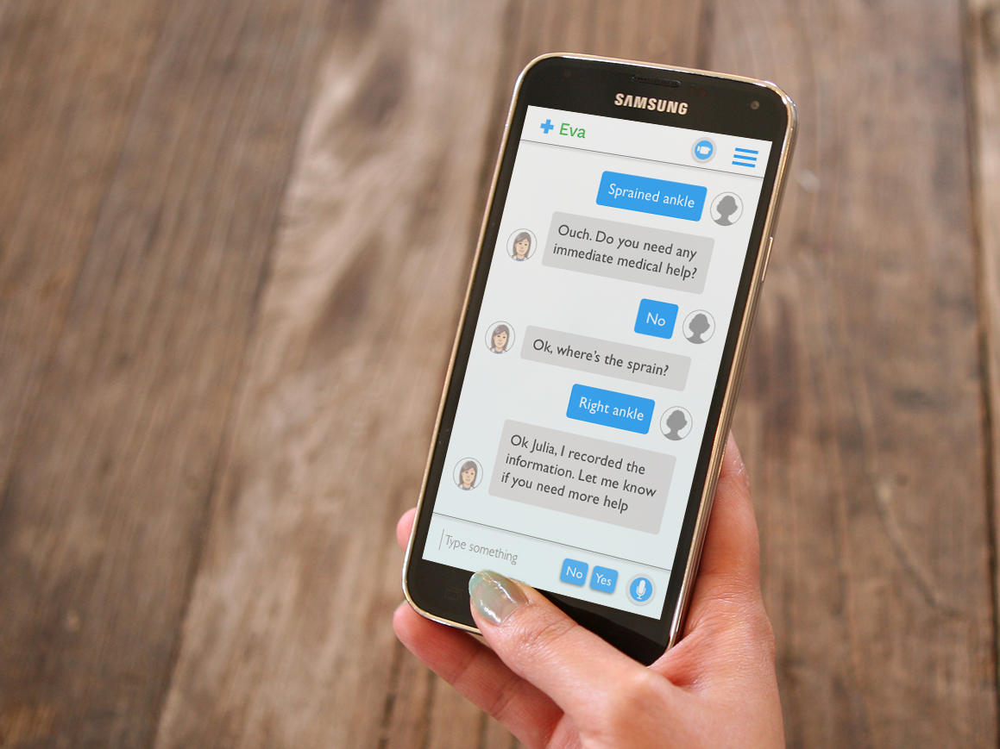 SAMSUNG
Eva
Sprained ankle
Ouch. Do you need any
immediate medical help?
No
Ok, where's the sprain?
Right ankle
Ok Julia, I recorded the
information. Let me know
if you need more help
Type something
No Yes